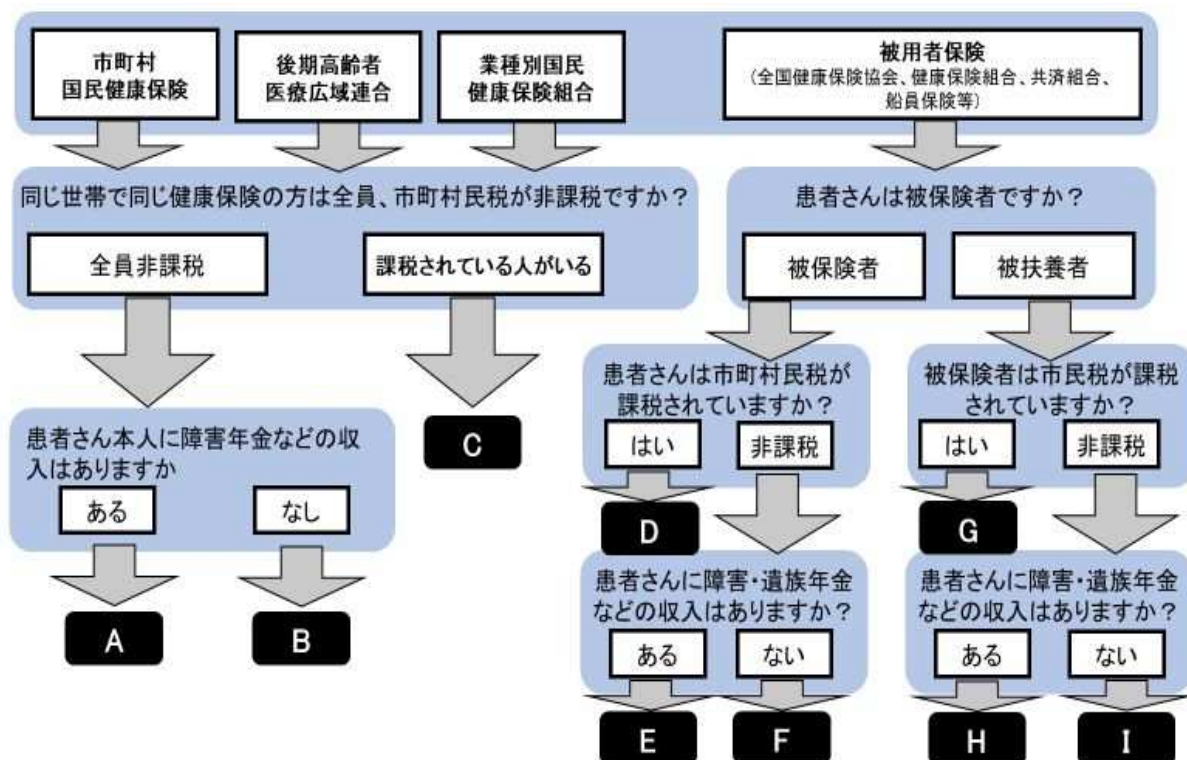 市町村
国民健康保険
後期高齢者
医療広域連合
業種別国民
健康保険組合
被用者保険
（全国健康保険協会、健康保険組合、共済組合、
船員保険等）
同じ世帯で同じ健康保険の方は全員、市町村民税が非課税ですか？
全員非課税
課税されている人がいる
患者さんは被保険者ですか？
被保険者
被扶養者
患者さん本人に障害年金などの収
入はありますか
ある
なし
A
B
C
患者さんは市町村民税が
課税されていますか？
はい
非課税
D
患者さんに障害・遺族年金
などの収入はありますか？
ある
ない
E
F
被保険者は市民税が課税
されていますか？
はい
非課税
G
患者さんに障害・遺族年金
などの収入はありますか？
ある
ない
H
I